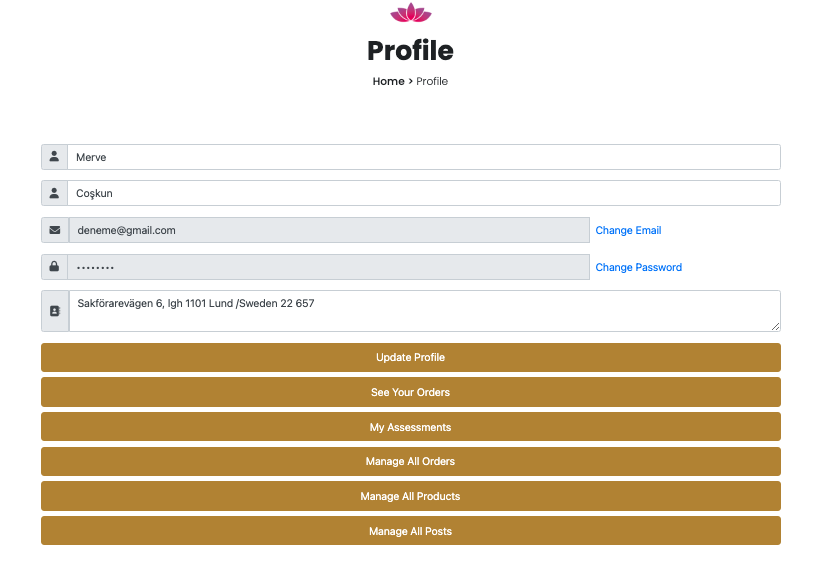 Profile
Home > Profile
Merve
Coşkun
deneme@gmail.com Change Email
•••••••• Change Password
Sakförarevägen 6, lgh 1101 Lund /Sweden 22 657
Update Profile
See Your Orders
My Assessments
Manage All Orders
Manage All Products
Manage All Posts